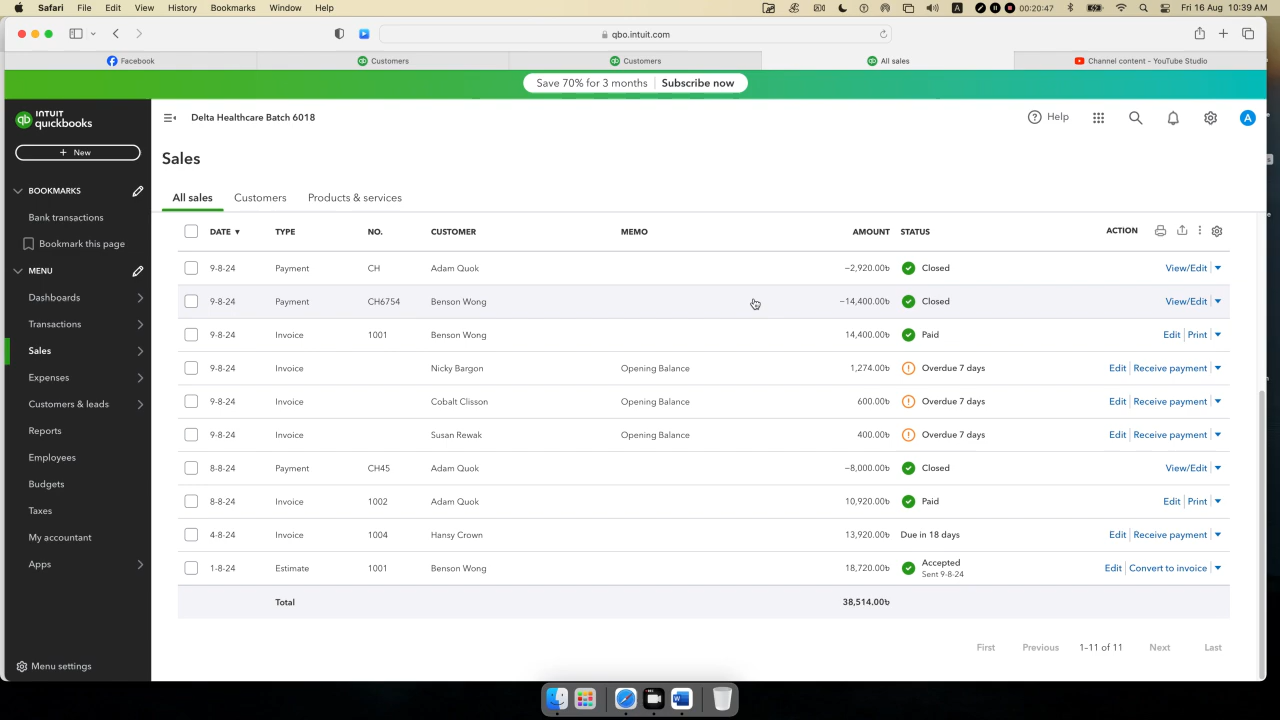 Safari File Edit View History Bookmarks Window Help A 00:20:47 Fri 16 Aug 10:39 AM
qbo.intuit.com
Facebook Customers Customers All sales Channel content – YouTube Studio
Save 70% for 3 months Subscribe now
INTUIT
quickbooks
+ New
BOOKMARKS
Bank transactions
Bookmark this page
MENU
Dashboards
Transactions
Sales
Expenses
Customers & leads
Reports
Employees
Budgets
Taxes
My accountant
Apps
Menu settings
Delta Healthcare Batch 6018 Help A
Sales
All sales Customers Products & services
DATE ▼ TYPE NO. CUSTOMER MEMO AMOUNT STATUS ACTION
9-8-24 Payment CH Adam Quok –2,920.00৳ Closed View/Edit
9-8-24 Payment CH6754 Benson Wong –14,400.00৳ Closed View/Edit
9-8-24 Invoice 1001 Benson Wong 14,400.00৳ Paid Edit Print
9-8-24 Invoice Nicky Bargon Opening Balance 1,274.00৳ Overdue 7 days Edit Receive payment
9-8-24 Invoice Cobalt Clisson Opening Balance 600.00৳ Overdue 7 days Edit Receive payment
9-8-24 Invoice Susan Rewak Opening Balance 400.00৳ Overdue 7 days Edit Receive payment
8-8-24 Payment CH45 Adam Quok –8,000.00৳ Closed View/Edit
8-8-24 Invoice 1002 Adam Quok 10,920.00৳ Paid Edit Print
4-8-24 Invoice 1004 Hansy Crown 13,920.00৳ Due in 18 days Edit Receive payment
1-8-24 Estimate 1001 Benson Wong 18,720.00৳ Accepted Edit Convert to invoice
Sent 9-8-24
Total 38,514.00৳
First Previous 1-11 of 11 Next Last